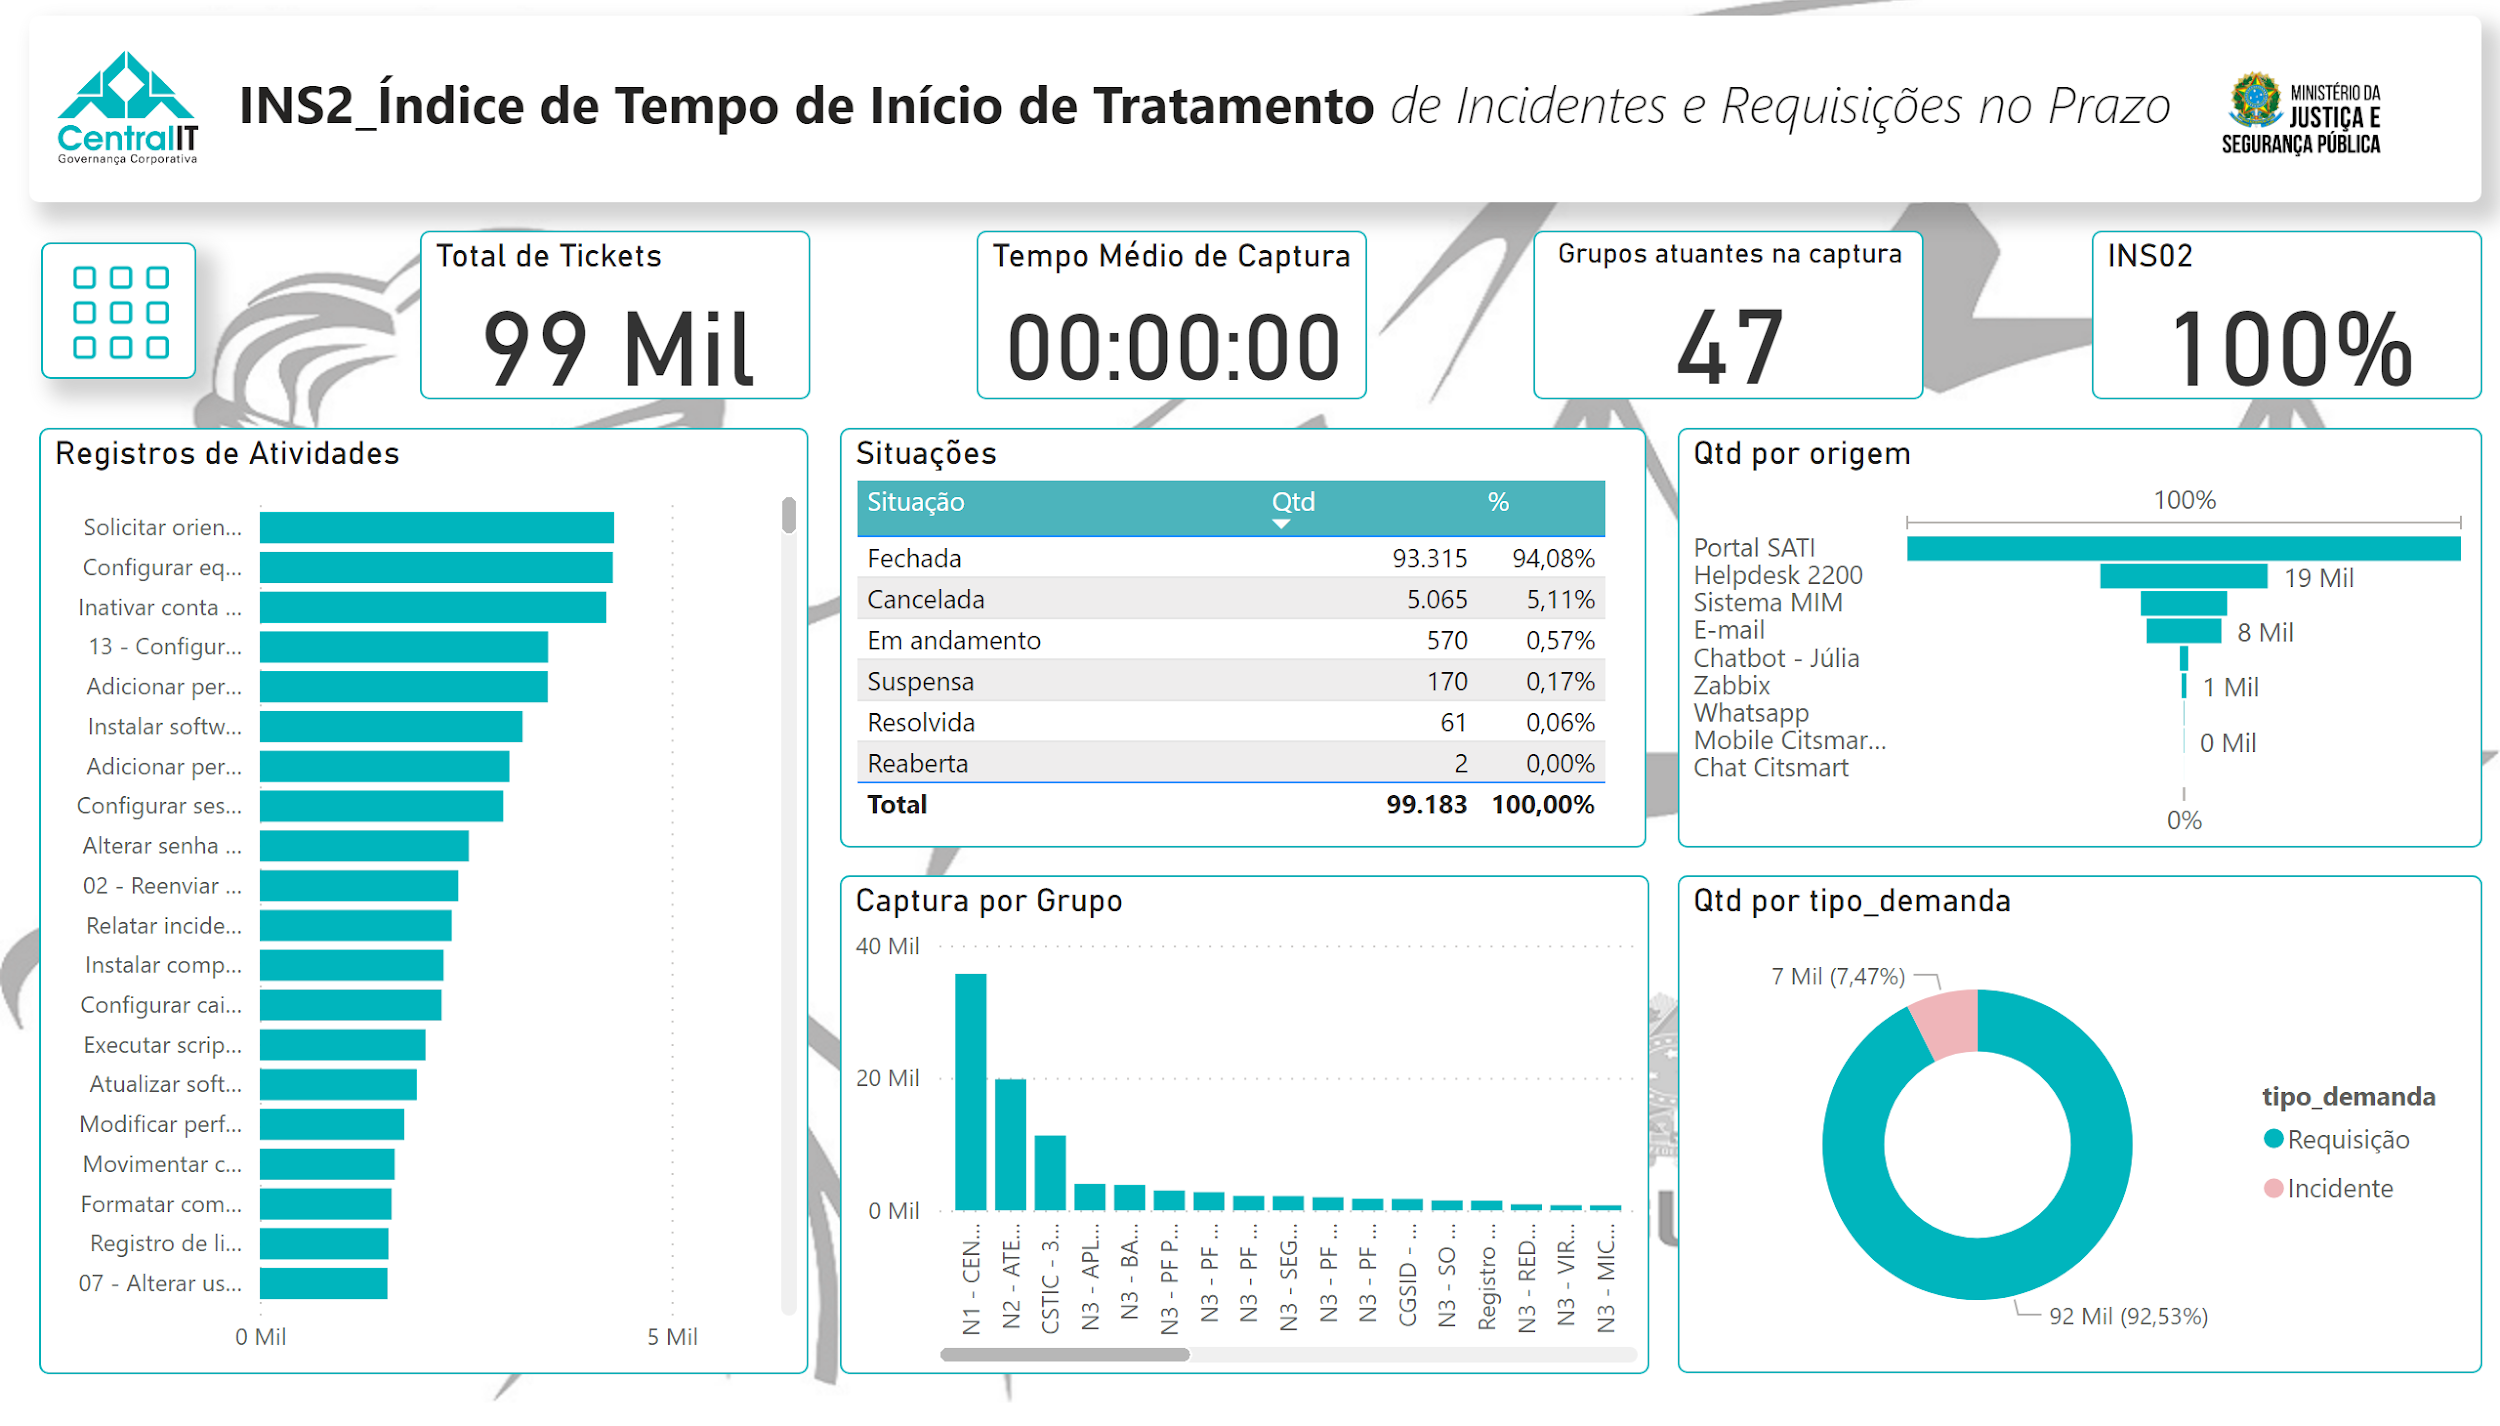 CentralIT
Governança Corporativa
INS2_Índice de Tempo de Início de Tratamento de Incidentes e Requisições no Prazo
MINISTÉRIO DA
JUSTIÇA E
SEGURANÇA PÚBLICA
Total de Tickets
99 Mil
Tempo Médio de Captura
00:00:00
Grupos atuantes na captura
47
INS02
100%
Registros de Atividades
Solicitar orien...
Configurar eq...
Inativar conta ...
13 - Configur...
Adicionar per...
Instalar softw...
Adicionar per...
Configurar ses...
Alterar senha ...
02 - Reenviar ...
Relatar incide...
Instalar comp...
Configurar cai...
Executar scrip...
Atualizar soft...
Modificar perf...
Movimentar c...
Formatar com...
Registro de li...
07 - Alterar us...
0 Mil 5 Mil
Situações
Situação Qtd %
Fechada 93.315 94,08%
Cancelada 5.065 5,11%
Em andamento 570 0,57%
Suspensa 170 0,17%
Resolvida 61 0,06%
Reaberta 2 0,00%
Total 99.183 100,00%
Qtd por origem
100%
Portal SATI
Helpdesk 2200 19 Mil
Sistema MIM
E-mail 8 Mil
Chatbot - Júlia
Zabbix 1 Mil
Whatsapp
Mobile Citsmar... 0 Mil
Chat Citsmart
0%
Captura por Grupo
40 Mil
20 Mil
0 Mil
N1 - CEN...
N2 - ATE...
CSTIC - 3...
N3 - APL...
N3 - BA...
N3 - PF P...
N3 - PF ...
N3 - PF ...
N3 - SEG...
N3 - PF ...
N3 - PF ...
CGSID - ...
N3 - SO ...
Registro ...
N3 - RED...
N3 - VIR...
N3 - MIC...
Qtd por tipo_demanda
7 Mil (7,47%)
92 Mil (92,53%)
tipo_demanda
Requisição
Incidente